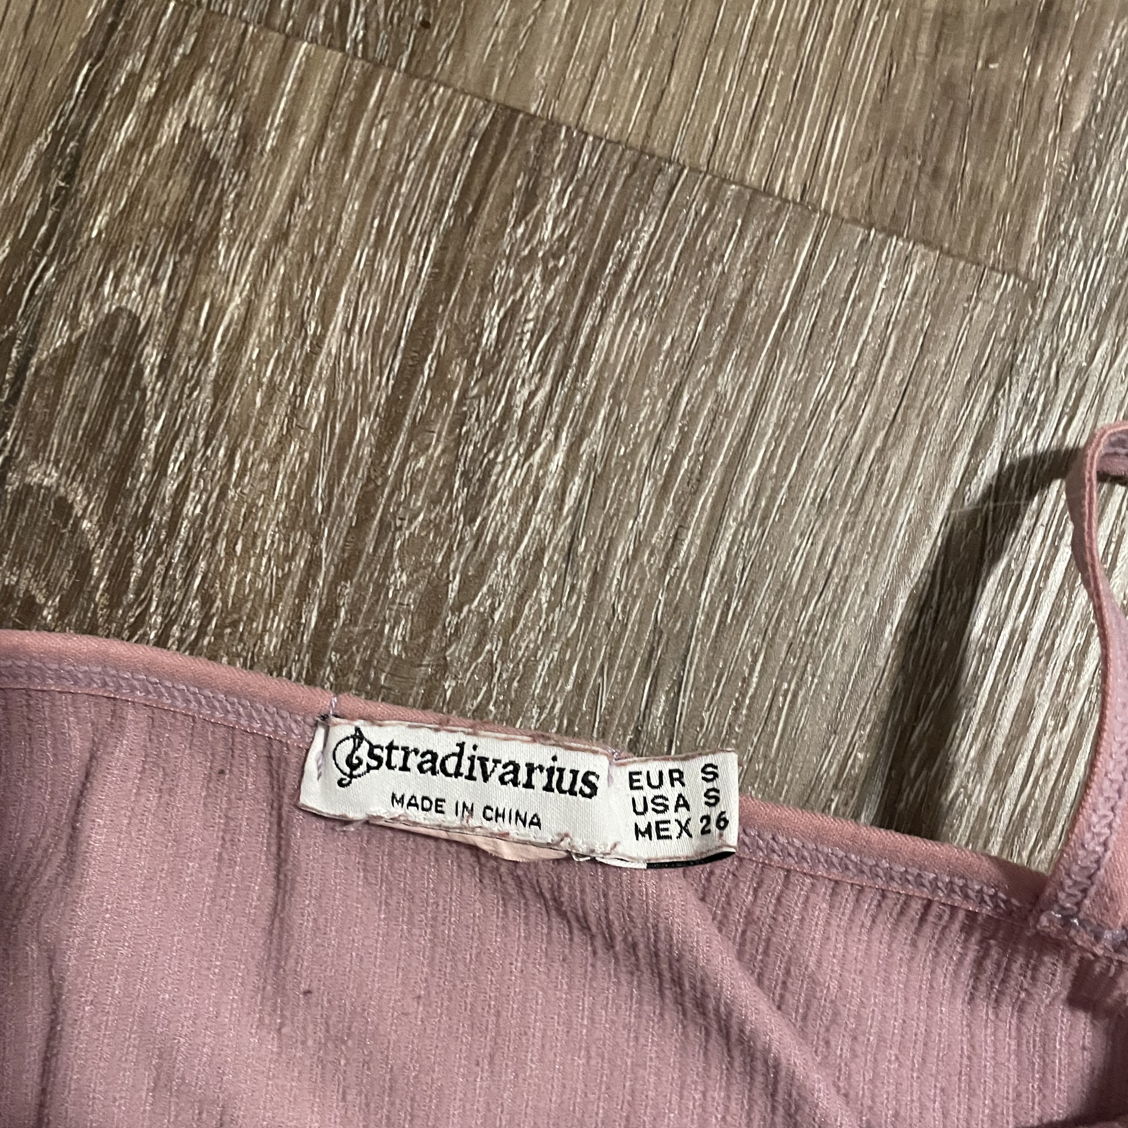 stradivarius
MADE IN CHINA
EUR S
USA S
MEX 26